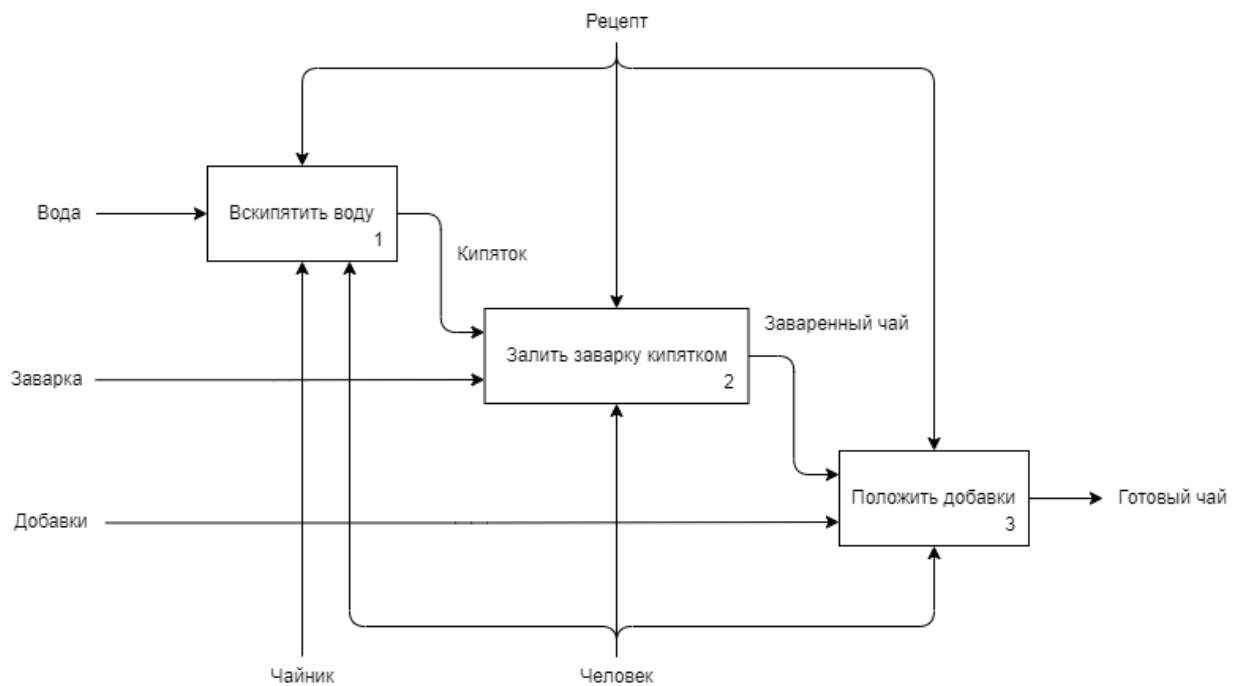 Рецепт
Вода
Вскипятить воду
1
Кипяток
Заваренный чай
Заварка
Залить заварку кипятком
2
Добавки
Положить добавки
3
Готовый чай
Чайник
Человек